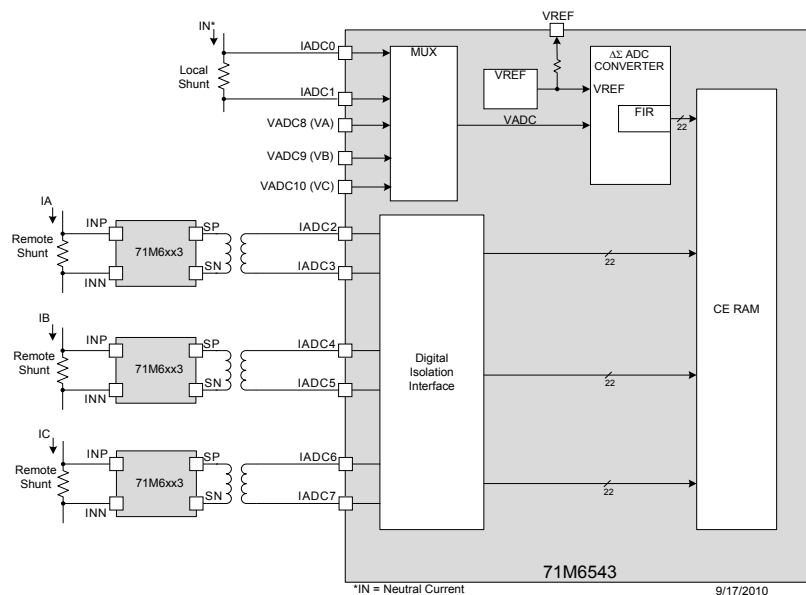 IN*
VREF
IADC0
MUX
ΔΣ ADC
CONVERTER
Local
Shunt
VREF
VREF
IADC1
FIR
VADC8 (VA)
VADC
22
VADC9 (VB)
VADC10 (VC)
IA
INP
SP
IADC2
Remote
Shunt
71M6xx3
22
INN
SN
IADC3
IB
INP
SP
IADC4
CE RAM
Remote
Shunt
71M6xx3
Digital
Isolation
Interface
22
INN
SN
IADC5
IC
INP
SP
IADC6
Remote
Shunt
71M6xx3
22
INN
SN
IADC7
71M6543
*IN = Neutral Current
9/17/2010